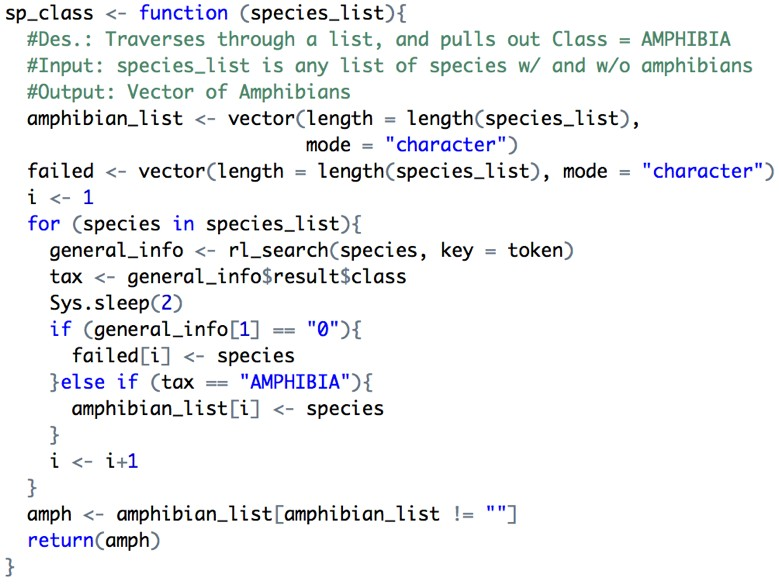 sp_class <- function (species_list){
  #Des.: Traverses through a list, and pulls out Class = AMPHIBIA
  #Input: species_list is any list of species w/ and w/o amphibians
  #Output: Vector of Amphibians
  amphibian_list <- vector(length = length(species_list),
                           mode = "character")
  failed <- vector(length = length(species_list), mode = "character")
  i <- 1
  for (species in species_list){
    general_info <- rl_search(species, key = token)
    tax <- general_info$result$class
    Sys.sleep(2)
    if (general_info[1] == "0"){
      failed[i] <- species
    }else if (tax == "AMPHIBIA"){
      amphibian_list[i] <- species
    }
    i <- i+1
  }
  amph <- amphibian_list[amphibian_list != ""]
  return(amph)
}